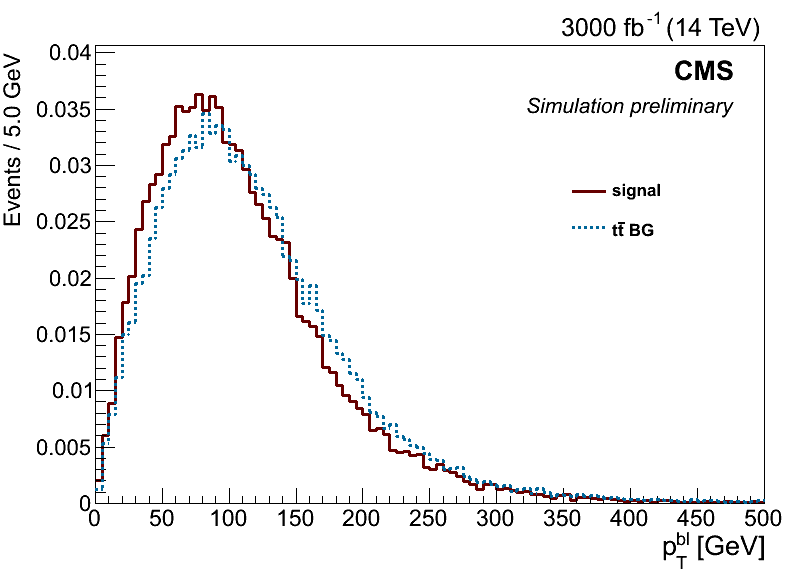 3000 fb⁻¹ (14 TeV)
Events / 5.0 GeV
CMS
Simulation preliminary
signal
tt̄ BG
0.04
0.035
0.03
0.025
0.02
0.015
0.01
0.005
0
0 50 100 150 200 250 300 350 400 450 500
p_T^bl [GeV]